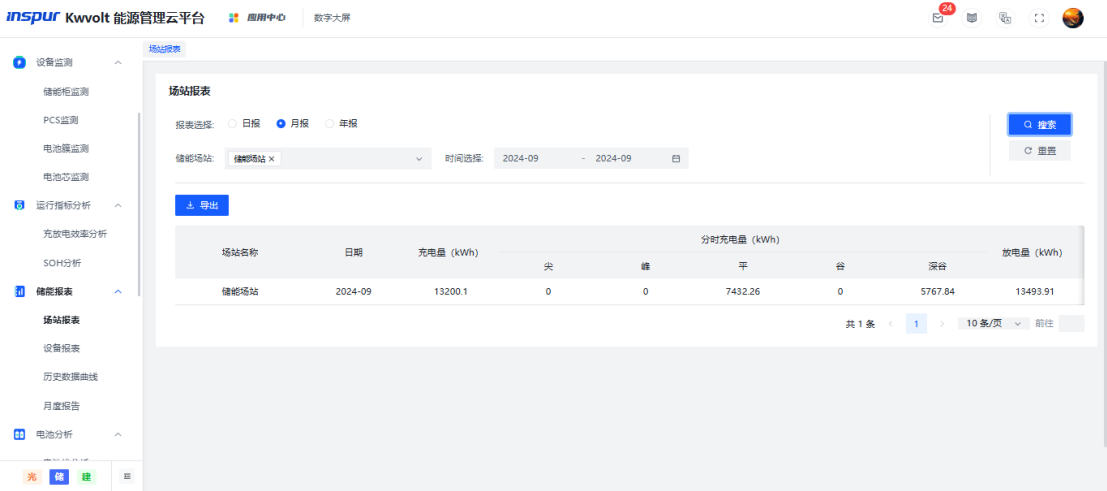 inspur Kwvolt 能源管理云平台 应用中心 数字大屏 24
设备监测
储能柜监测
PCS监测
电池簇监测
电池芯监测
运行指标分析
充放电效率分析
SOH分析
储能报表
场站报表
设备报表
历史数据曲线
月度报告
电池分析
光 储 建
场站报表
场站报表
报表选择: 日报 月报 年报
搜索
储能场站: 储能场站 × 时间选择: 2024-09 - 2024-09
重置
导出
场站名称 日期 充电量（kWh） 分时充电量（kWh） 放电量（kWh）
尖 峰 平 谷 深谷
储能场站 2024-09 13200.1 0 0 7432.26 0 5767.84 13493.91
共 1 条 1 10 条/页 前往